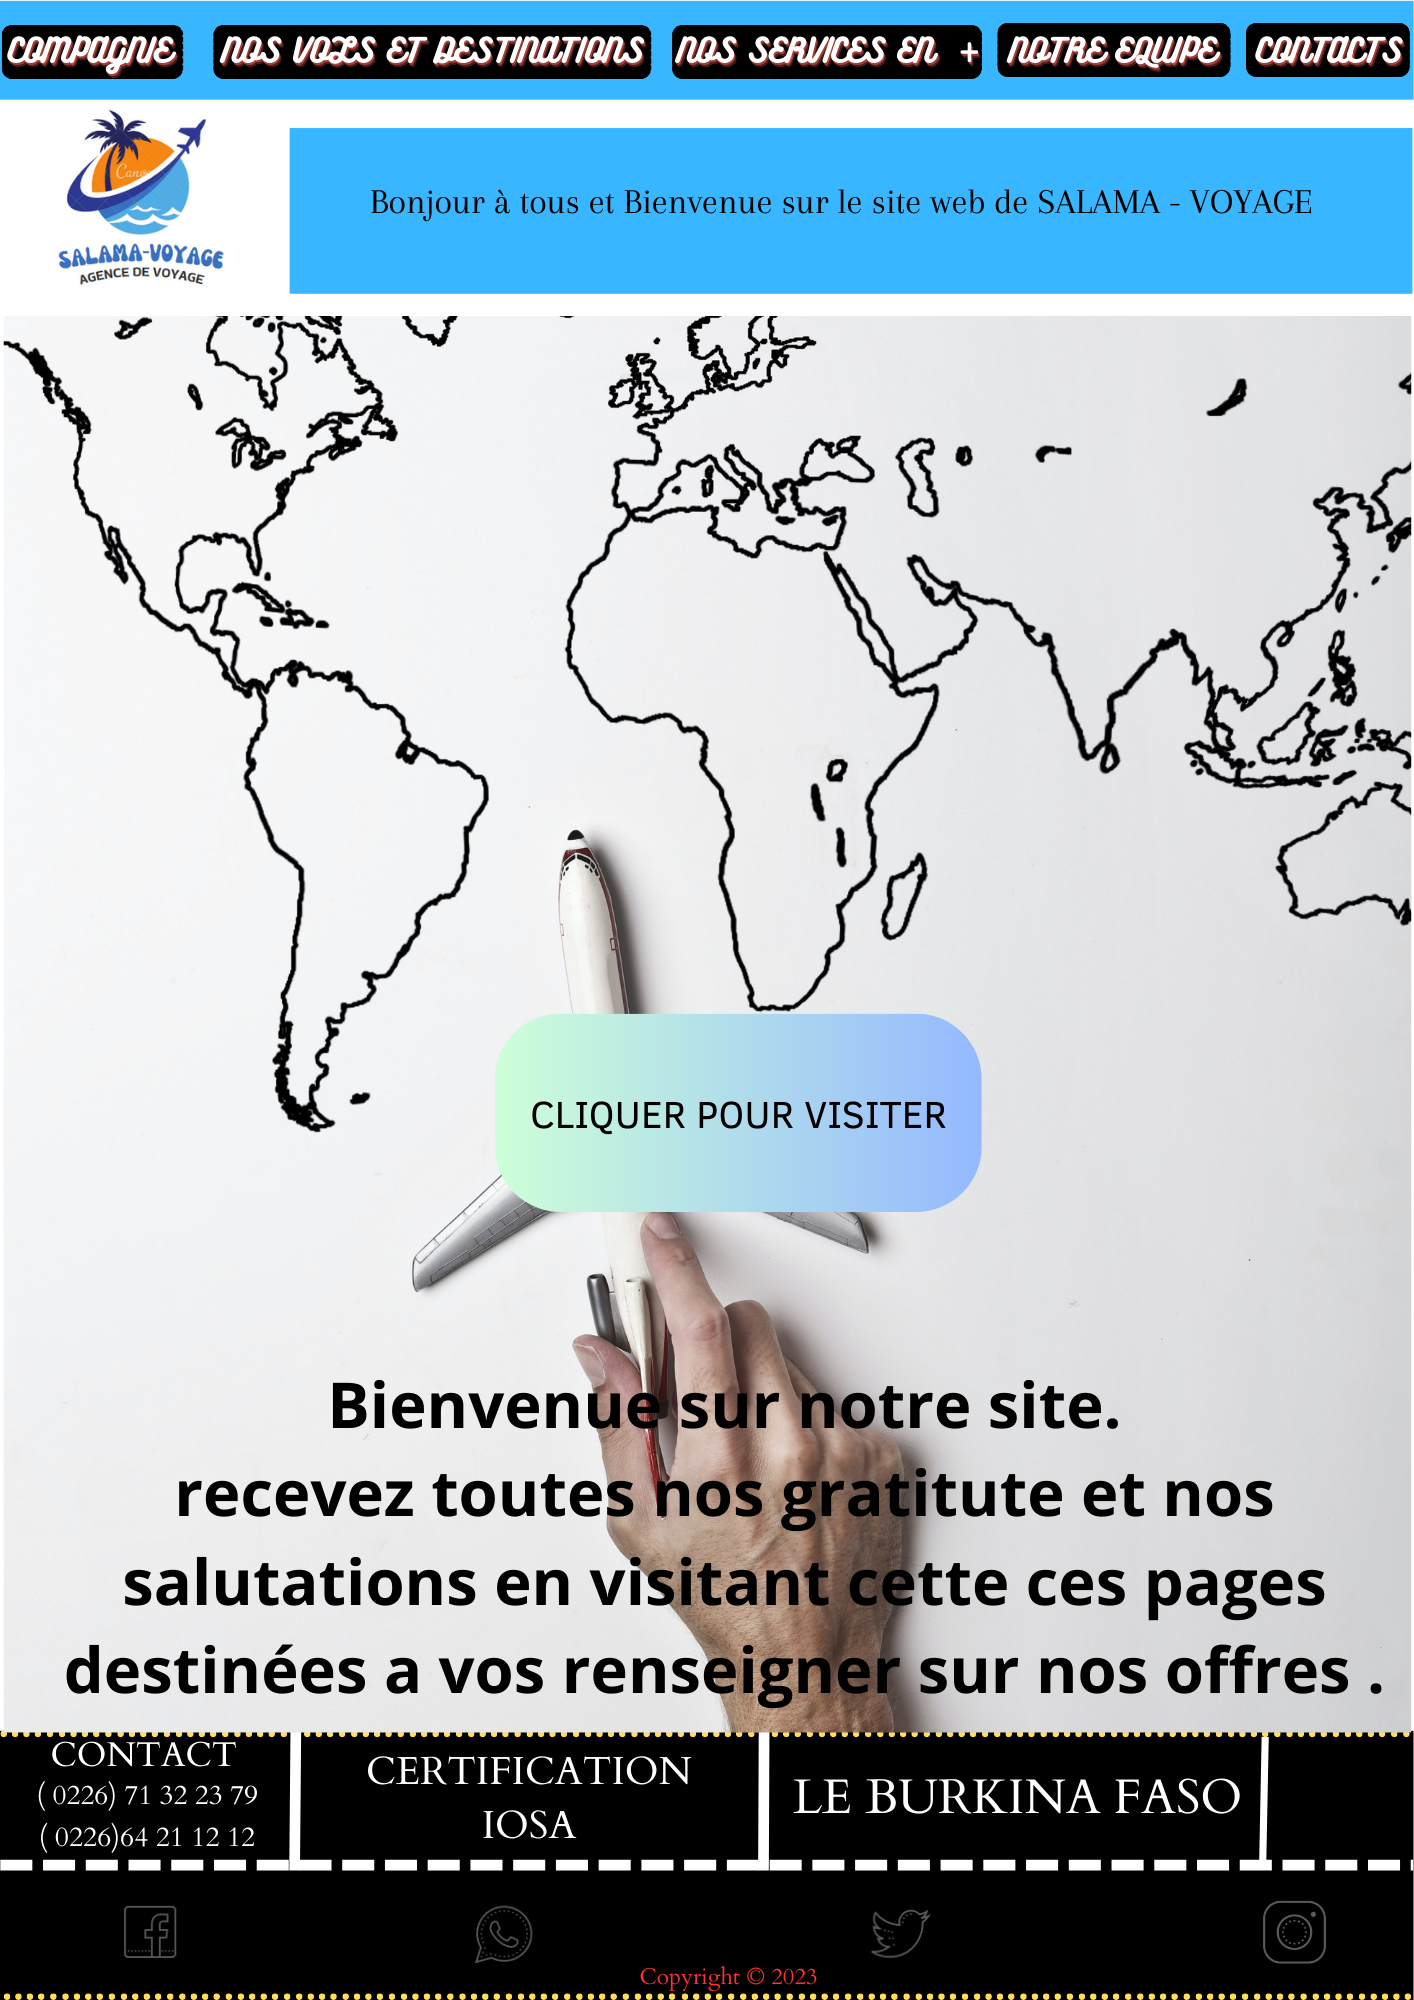 COMPAGNIE
NOS VOLS ET DESTINATIONS
NOS SERVICES EN +
NOTRE EQUIPE
CONTACTS
Canva
SALAMA-VOYAGE
AGENCE DE VOYAGE
Bonjour à tous et Bienvenue sur le site web de SALAMA - VOYAGE
CLIQUER POUR VISITER
Bienvenue sur notre site.
recevez toutes nos gratitute et nos
salutations en visitant cette ces pages
destinées a vos renseigner sur nos offres .
CONTACT
( 0226) 71 32 23 79
( 0226)64 21 12 12
CERTIFICATION
IOSA
LE BURKINA FASO
Copyright © 2023